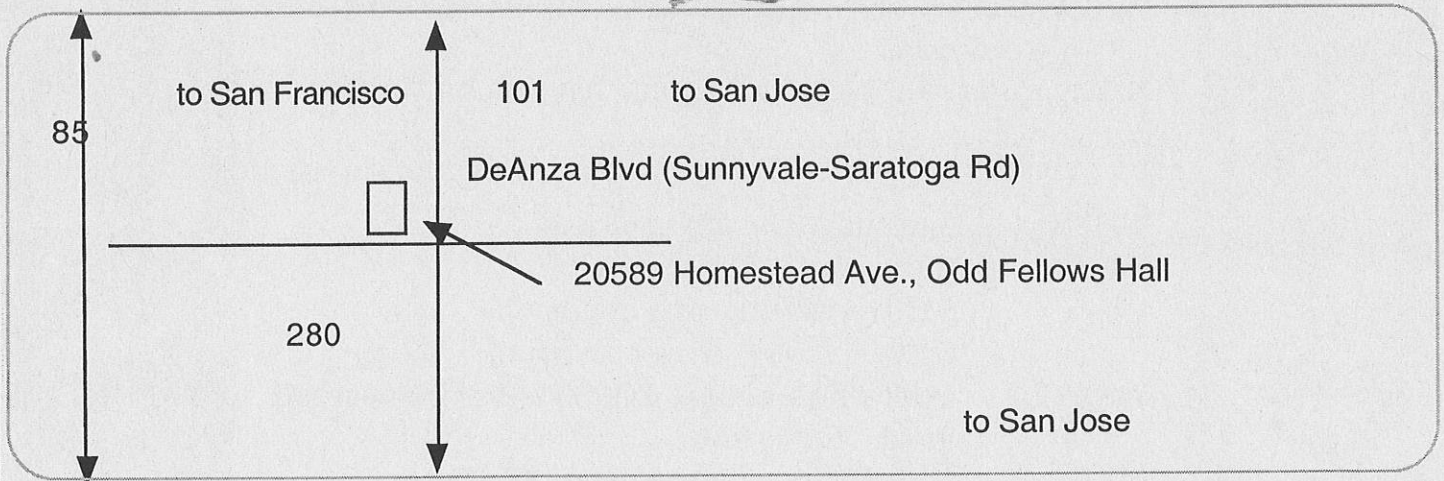 to San Francisco 101 to San Jose
85
DeAnza Blvd (Sunnyvale-Saratoga Rd)
20589 Homestead Ave., Odd Fellows Hall
280
to San Jose